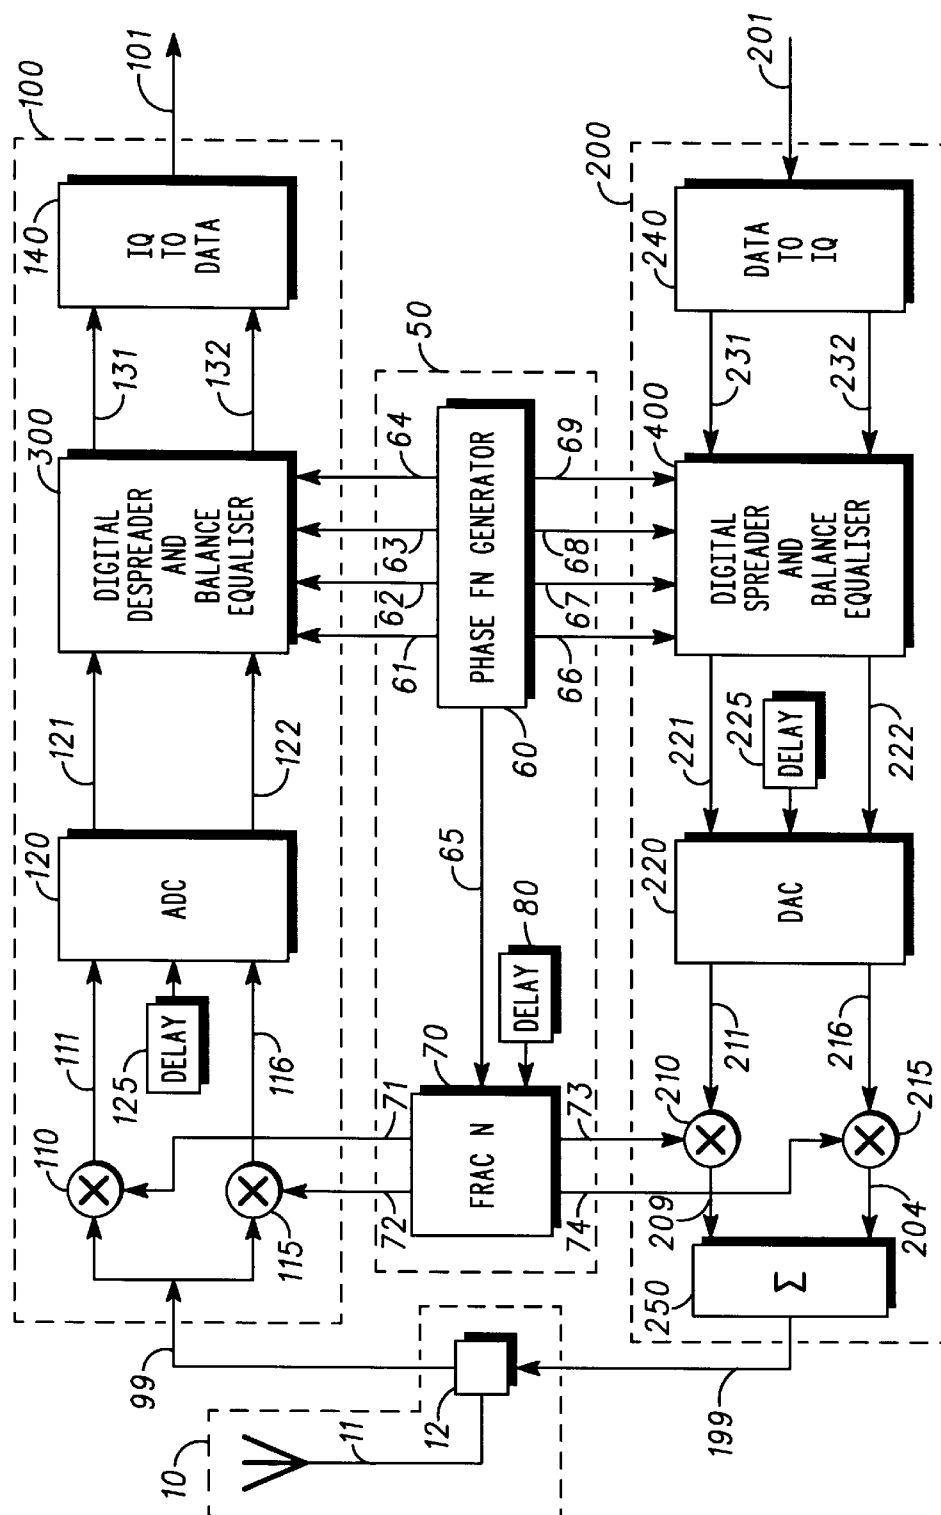 100
101
140
IQ
TO
DATA
131
132
300
DIGITAL
DESPREADER
AND
BALANCE
EQUALISER
121
122
120
ADC
111
125
DELAY
116
110
115
99
50
64
63
62
61
PHASE FN GENERATOR
60
69
68
67
66
65
80
DELAY
70
FRAC N
71
72
73
74
10
11
12
199
200
201
240
DATA
TO
IQ
231
232
400
DIGITAL
SPREADER
AND
BALANCE
EQUALISER
221
225
DELAY
222
220
DAC
211
216
210
215
209
204
250
Σ